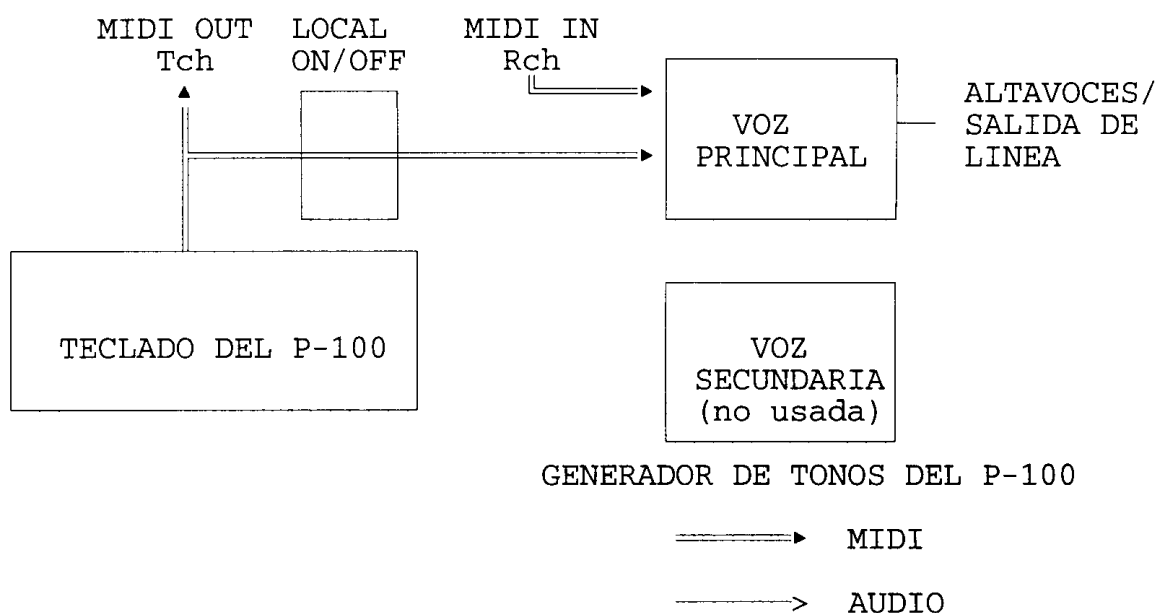 MIDI OUT
Tch
LOCAL
ON/OFF
MIDI IN
Rch
VOZ
PRINCIPAL
ALTAVOCES/
SALIDA DE
LINEA
TECLADO DEL P-100
VOZ
SECUNDARIA
(no usada)
GENERADOR DE TONOS DEL P-100
MIDI
AUDIO